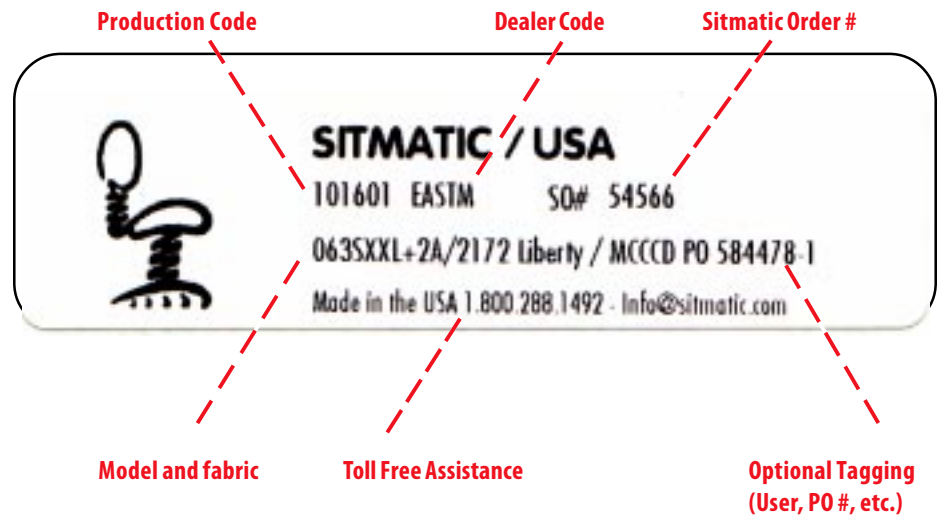 Production Code Dealer Code Sitmatic Order #
SITMATIC / USA
101601 EASTM SO# 54566
063SXXL+2A/2172 Liberty / MCCCD PO 584478-1
Made in the USA 1.800.288.1492 - Info@sitmatic.com
Model and fabric Toll Free Assistance Optional Tagging
(User, PO #, etc.)